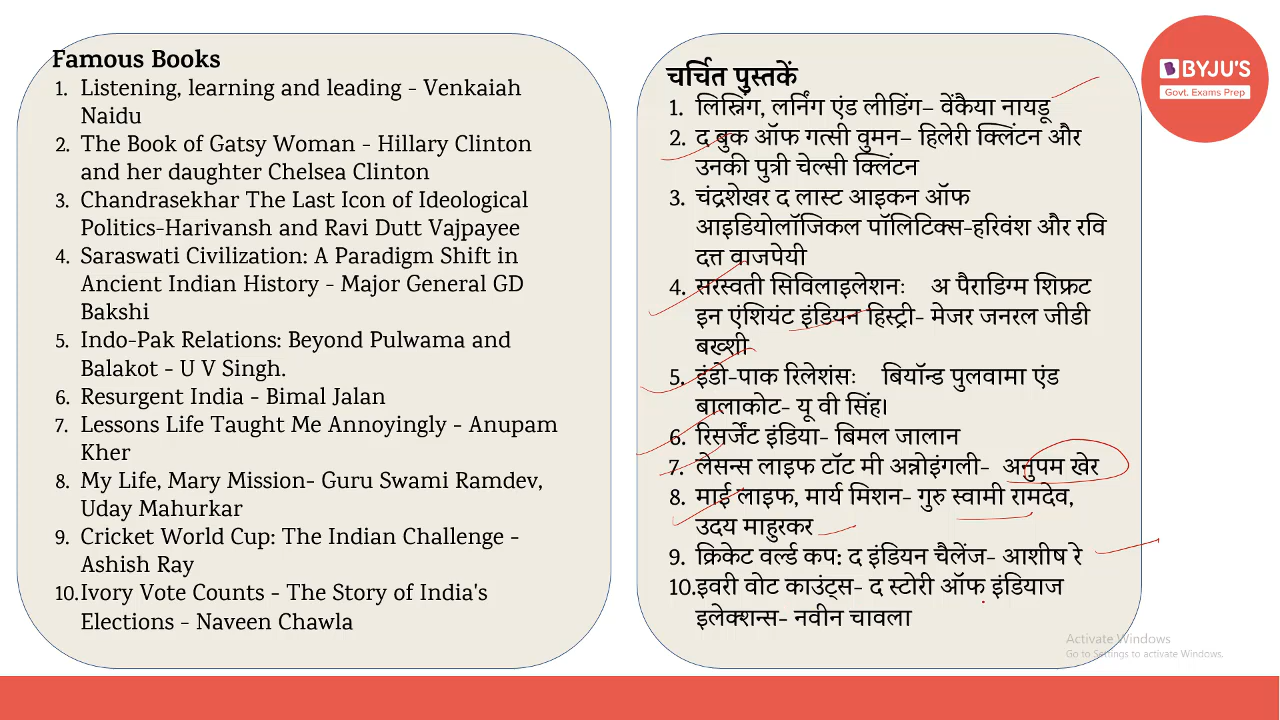 Famous Books
1. Listening, learning and leading - Venkaiah
Naidu
2. The Book of Gatsy Woman - Hillary Clinton
and her daughter Chelsea Clinton
3. Chandrasekhar The Last Icon of Ideological
Politics-Harivansh and Ravi Dutt Vajpayee
4. Saraswati Civilization: A Paradigm Shift in
Ancient Indian History - Major General GD
Bakshi
5. Indo-Pak Relations: Beyond Pulwama and
Balakot - U V Singh.
6. Resurgent India - Bimal Jalan
7. Lessons Life Taught Me Annoyingly - Anupam
Kher
8. My Life, Mary Mission- Guru Swami Ramdev,
Uday Mahurkar
9. Cricket World Cup: The Indian Challenge -
Ashish Ray
10. Ivory Vote Counts - The Story of India's
Elections - Naveen Chawla
चर्चित पुस्तकें
1. लिस्निंग, लर्निंग एंड लीडिंग– वेंकैया नायडू
2. द बुक ऑफ गत्सी वुमन– हिलेरी क्लिंटन और
उनकी पुत्री चेल्सी क्लिंटन
3. चंद्रशेखर द लास्ट आइकन ऑफ
आइडियोलॉजिकल पॉलिटिक्स-हरिवंश और रवि
दत्त वाजपेयी
4. सरस्वती सिविलाइलेशनः अ पैराडिग्म शिफ्रट
इन एंशियंट इंडियन हिस्ट्री- मेजर जनरल जीडी
बख्शी
5. इंडो-पाक रिलेशंसः बियॉन्ड पुलवामा एंड
बालाकोट- यू वी सिंह।
6. रिसर्जेंट इंडिया- बिमल जालान
7. लेसन्स लाइफ टॉट मी अन्नोइंगली- अनुपम खेर
8. माई लाइफ, मार्य मिशन- गुरु स्वामी रामदेव,
उदय माहुरकर
9. क्रिकेट वर्ल्ड कप: द इंडियन चैलेंज- आशीष रे
10. इवरी वोट काउंट्स- द स्टोरी ऑफ इंडियाज
इलेक्शन्स- नवीन चावला
BYJU'S
Govt. Exams Prep
Activate Windows
Go to Settings to activate Windows.